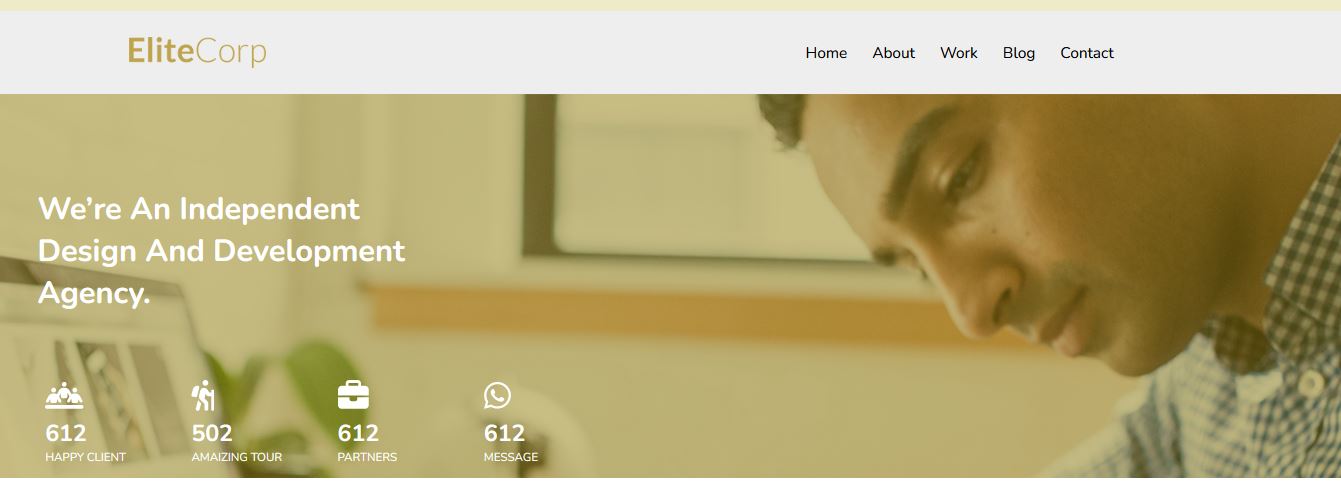 EliteCorp
Home About Work Blog Contact
We’re An Independent
Design And Development
Agency.
612 502 612 612
HAPPY CLIENT AMAIZING TOUR PARTNERS MESSAGE